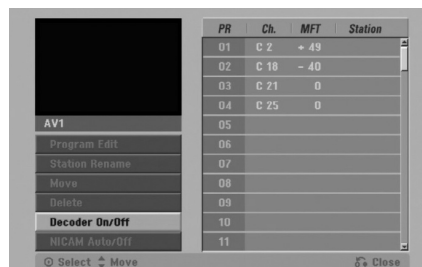 PR Ch. MFT Station
01 C 2 + 49
02 C 18 - 40
03 C 21 0
04 C 25 0
05
06
07
08
09
10
11
AV1
Program Edit
Station Rename
Move
Delete
Decoder On/Off
NICAM Auto/Off
Select Move Close